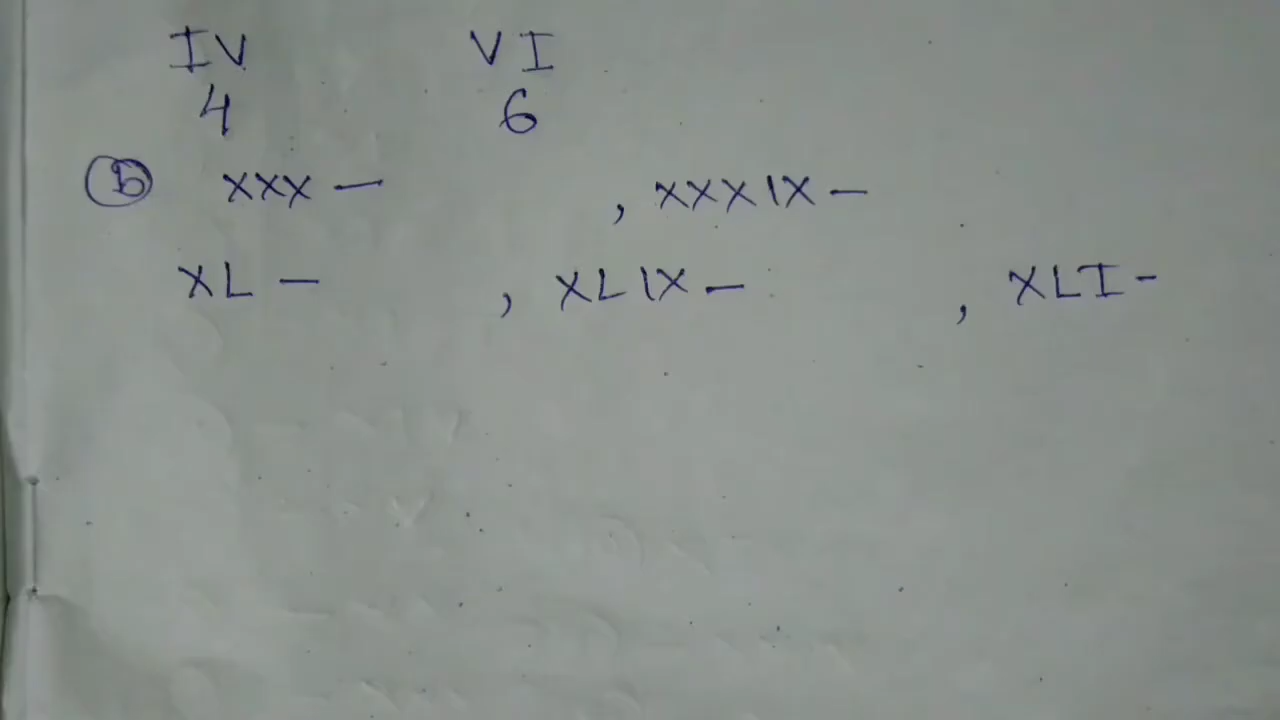 IV VI
4 6
(b) XXX — , XXXIX —
XL — , XLIX — , XLI -